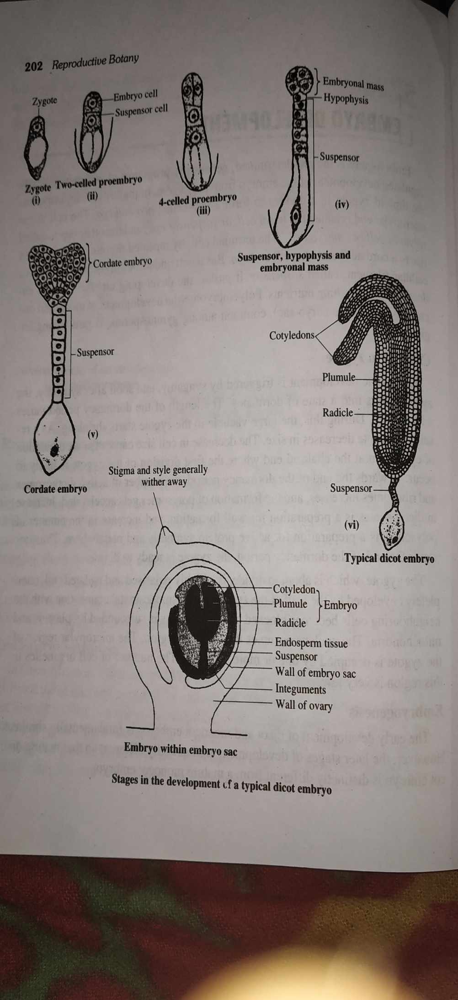 202 Reproductive Botany
Zygote
Embryo cell
Suspensor cell
Zygote
(i)
Two-celled proembryo
(ii)
4-celled proembryo
(iii)
Embryonal mass
Hypophysis
Suspensor
(iv)
Suspensor, hypophysis and
embryonal mass
Cordate embryo
Suspensor
(v)
Cordate embryo
Cotyledons
Plumule
Radicle
Suspensor
(vi)
Typical dicot embryo
Stigma and style generally
wither away
Cotyledon
Plumule
Embryo
Radicle
Endosperm tissue
Suspensor
Wall of embryo sac
Integuments
Wall of ovary
Embryo within embryo sac
Stages in the development of a typical dicot embryo